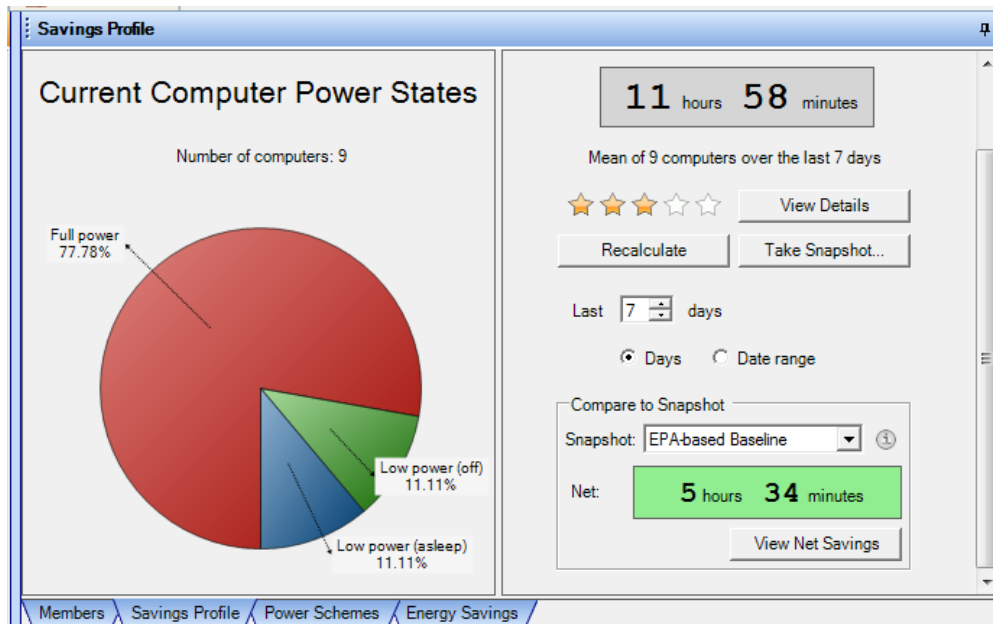 Savings Profile
Current Computer Power States
Number of computers: 9
Full power
77.78%
Low power (off)
11.11%
Low power (asleep)
11.11%
11 hours 58 minutes
Mean of 9 computers over the last 7 days
View Details
Recalculate
Take Snapshot...
Last 7 days
Days
Date range
Compare to Snapshot
Snapshot: EPA-based Baseline
Net: 5 hours 34 minutes
View Net Savings
Members
Savings Profile
Power Schemes
Energy Savings